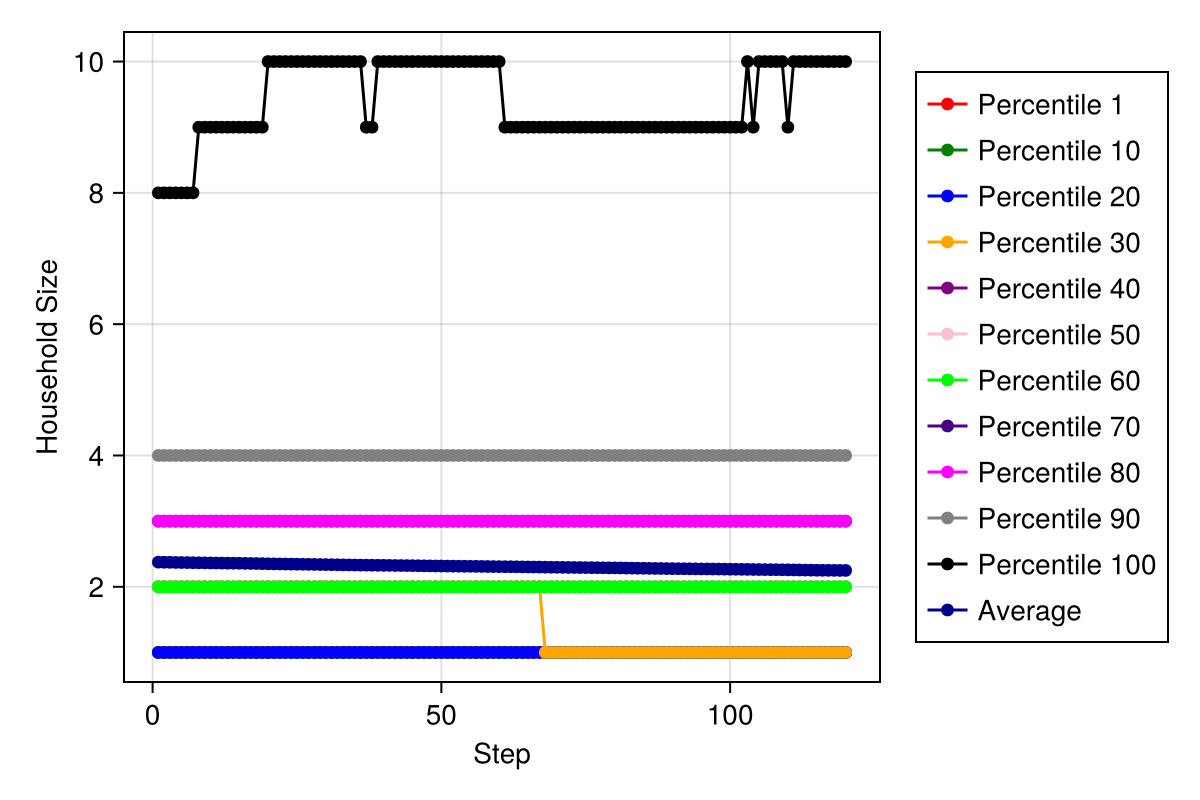 10
8
6
4
2
Household Size
0
50
100
Step
Percentile 1
Percentile 10
Percentile 20
Percentile 30
Percentile 40
Percentile 50
Percentile 60
Percentile 70
Percentile 80
Percentile 90
Percentile 100
Average